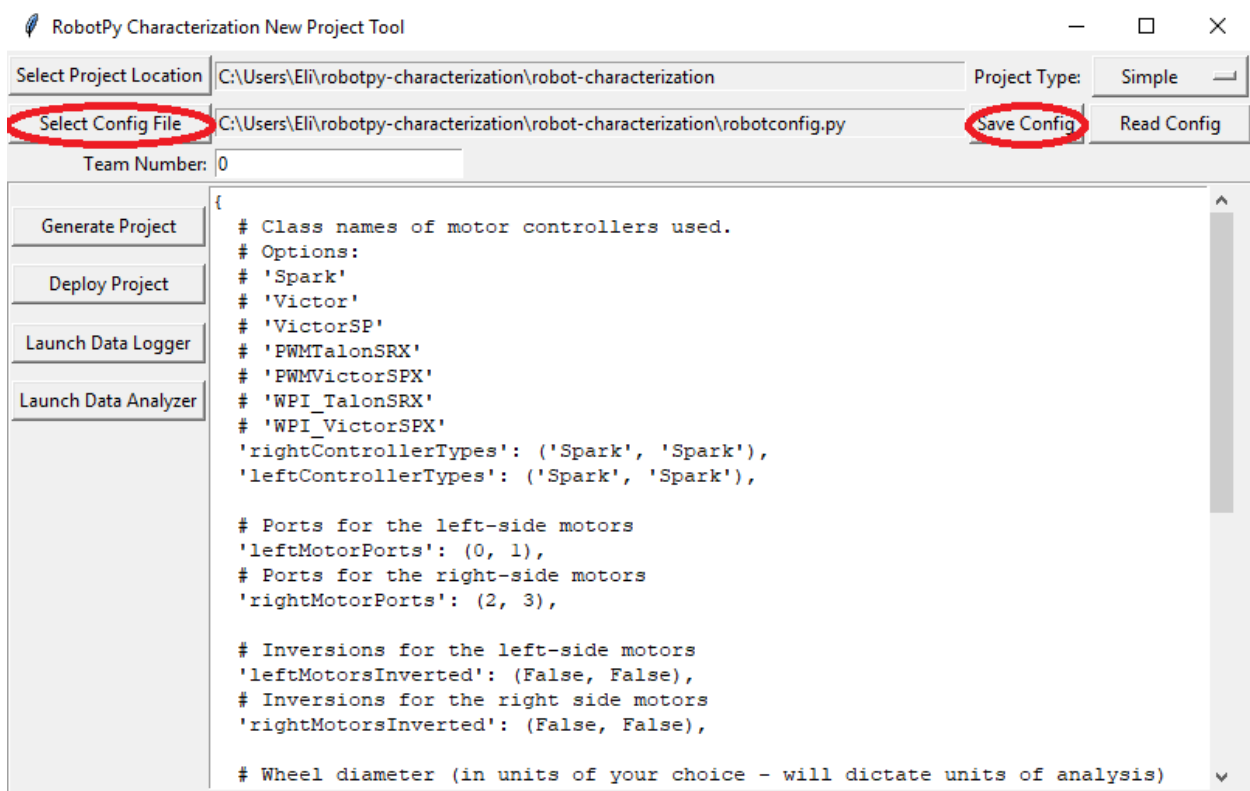 RobotPy Characterization New Project Tool
Select Project Location C:\Users\Eli\robotpy-characterization\robot-characterization Project Type: Simple
Select Config File C:\Users\Eli\robotpy-characterization\robot-characterization\robotconfig.py Save Config Read Config
Team Number: 0
Generate Project
Deploy Project
Launch Data Logger
Launch Data Analyzer
{
  # Class names of motor controllers used.
  # Options:
  # 'Spark'
  # 'Victor'
  # 'VictorSP'
  # 'PWMTalonSRX'
  # 'PWMVictorSPX'
  # 'WPI_TalonSRX'
  # 'WPI_VictorSPX'
  'rightControllerTypes': ('Spark', 'Spark'),
  'leftControllerTypes': ('Spark', 'Spark'),
  # Ports for the left-side motors
  'leftMotorPorts': (0, 1),
  # Ports for the right-side motors
  'rightMotorPorts': (2, 3),
  # Inversions for the left-side motors
  'leftMotorsInverted': (False, False),
  # Inversions for the right side motors
  'rightMotorsInverted': (False, False),
  # Wheel diameter (in units of your choice - will dictate units of analysis)